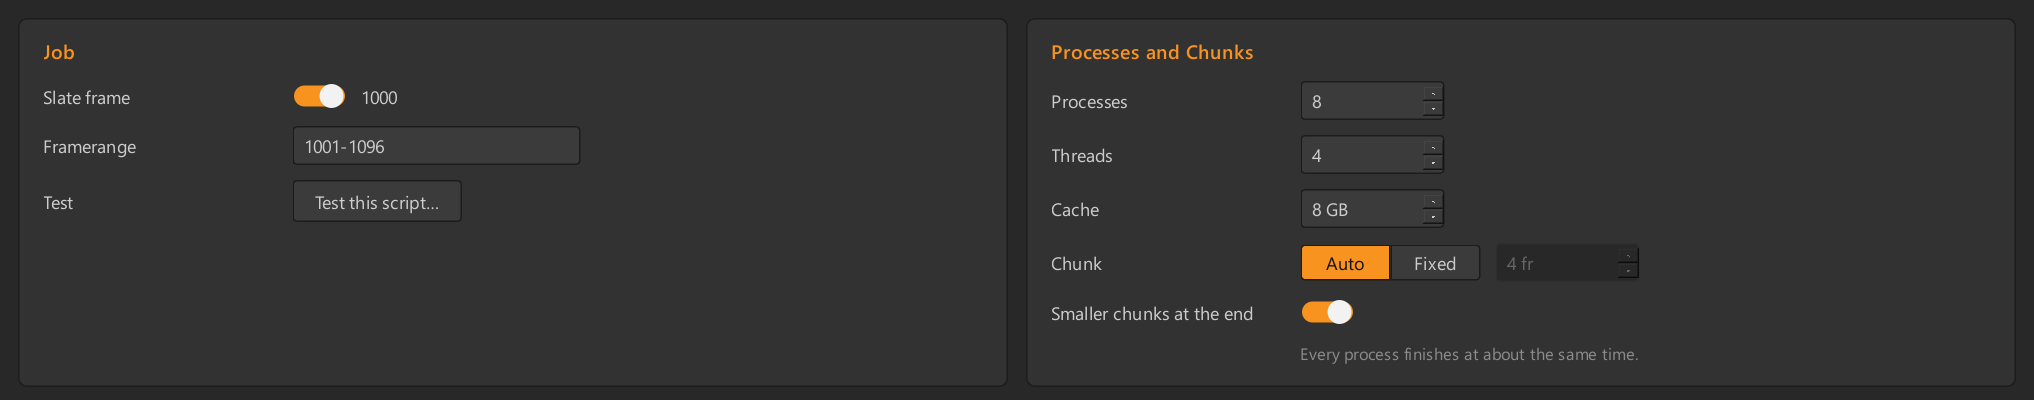 Job
Slate frame 1000
Framerange 1001-1096
Test Test this script...
Processes and Chunks
Processes 8
Threads 4
Cache 8 GB
Chunk Auto Fixed 4 fr
Smaller chunks at the end
Every process finishes at about the same time.